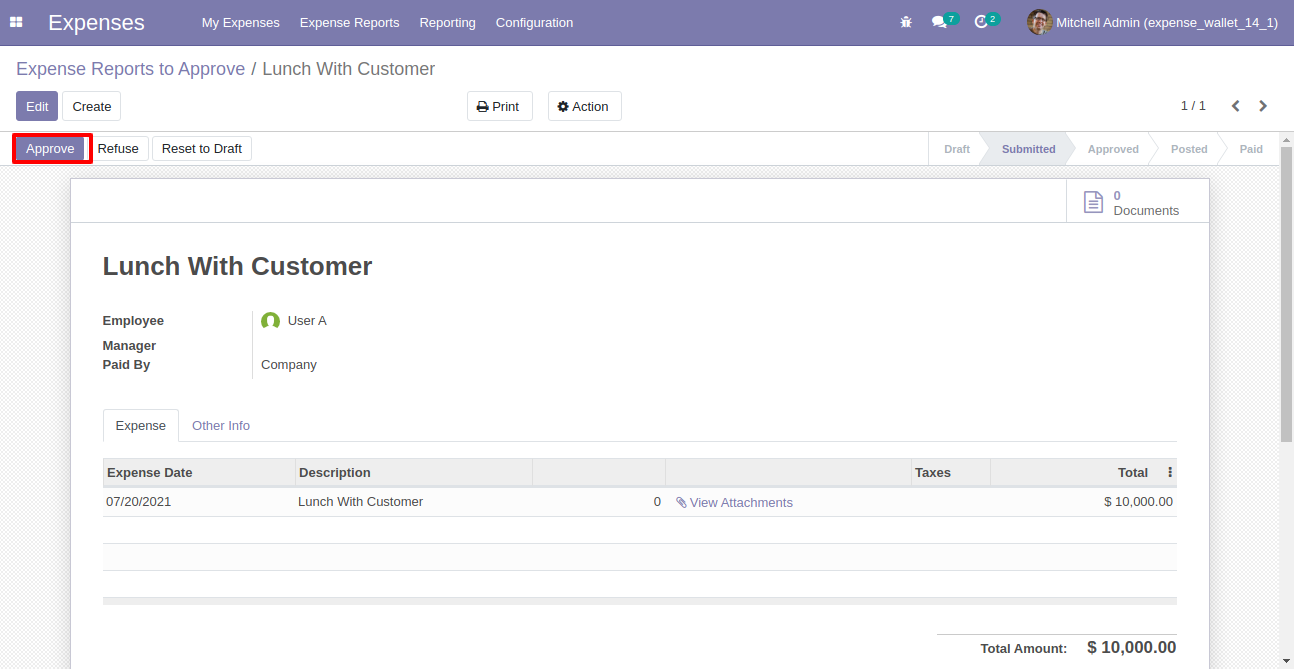 Expenses My Expenses Expense Reports Reporting Configuration 7 2 Mitchell Admin (expense_wallet_14_1)
Expense Reports to Approve / Lunch With Customer
Edit Create Print Action 1 / 1
Approve Refuse Reset to Draft Draft Submitted Approved Posted Paid
0
Documents
Lunch With Customer
Employee User A
Manager
Paid By Company
Expense Other Info
Expense Date Description Taxes Total
07/20/2021 Lunch With Customer 0 View Attachments $ 10,000.00
Total Amount: $ 10,000.00